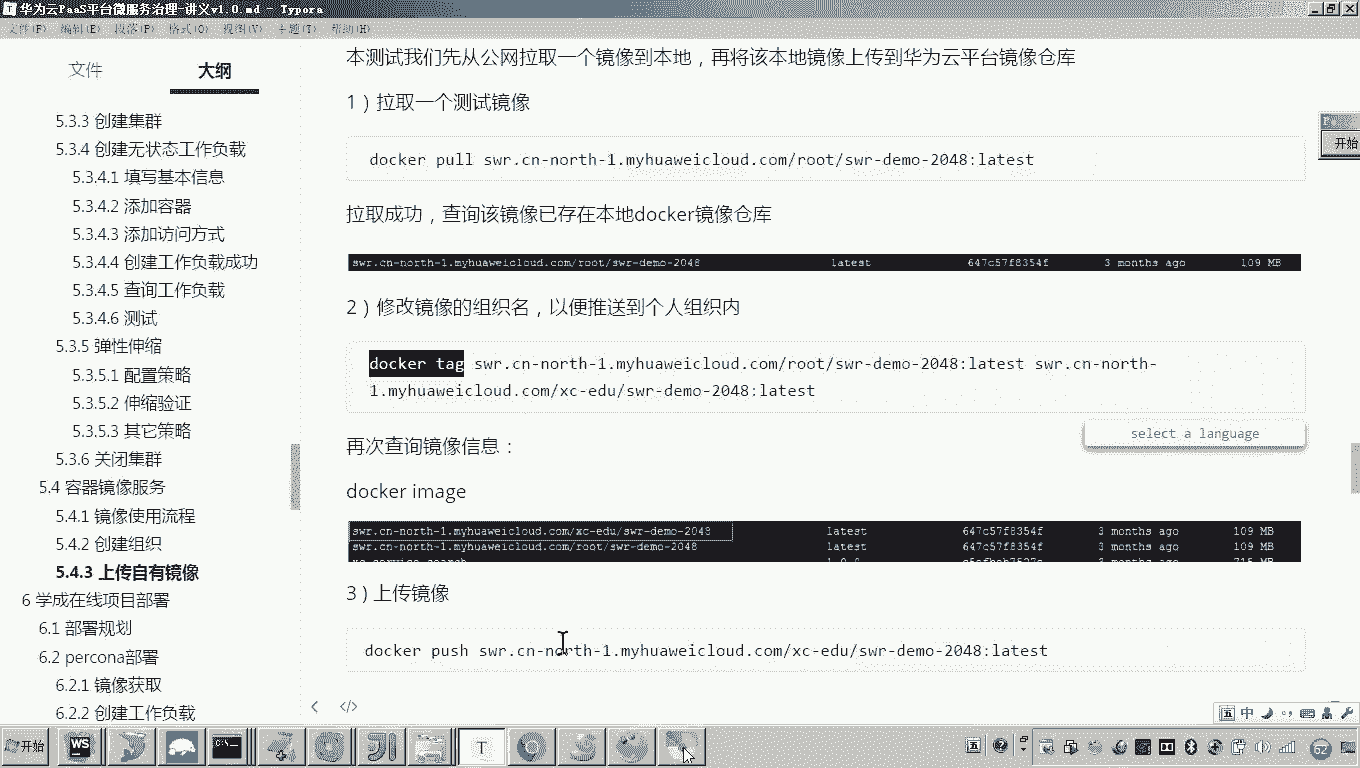 华为云PaaS平台微服务治理-讲义v1.0.md - Typora
文件(F) 编辑(E) 段落(P) 格式(O) 视图(V) 主题(T) 帮助(H)
文件 大纲
5.3.3 创建集群
5.3.4 创建无状态工作负载
5.3.4.1 填写基本信息
5.3.4.2 添加容器
5.3.4.3 添加访问方式
5.3.4.4 创建工作负载成功
5.3.4.5 查询工作负载
5.3.4.6 测试
5.3.5 弹性伸缩
5.3.5.1 配置策略
5.3.5.2 伸缩验证
5.3.5.3 其它策略
5.3.6 关闭集群
5.4 容器镜像服务
5.4.1 镜像使用流程
5.4.2 创建组织
5.4.3 上传自有镜像
6 学成在线项目部署
6.1 部署规划
6.2 percona部署
6.2.1 镜像获取
6.2.2 创建工作负载
本测试我们先从公网拉取一个镜像到本地，再将该本地镜像上传到华为云平台镜像仓库
1）拉取一个测试镜像
docker pull swr.cn-north-1.myhuaweicloud.com/root/swr-demo-2048:latest
拉取成功，查询该镜像已存在本地docker镜像仓库
swr.cn-north-1.myhuaweicloud.com/root/swr-demo-2048 latest 647c57f8354f 3 months ago 109 MB
2）修改镜像的组织名，以便推送到个人组织内
docker tag swr.cn-north-1.myhuaweicloud.com/root/swr-demo-2048:latest swr.cn-north-
1.myhuaweicloud.com/xc-edu/swr-demo-2048:latest
select a language
再次查询镜像信息：
docker image
swr.cn-north-1.myhuaweicloud.com/xc-edu/swr-demo-2048 latest 647c57f8354f 3 months ago 109 MB
swr.cn-north-1.myhuaweicloud.com/root/swr-demo-2048 latest 647c57f8354f 3 months ago 109 MB
3）上传镜像
docker push swr.cn-north-1.myhuaweicloud.com/xc-edu/swr-demo-2048:latest
开始
五 中
开始 WS C:\ T 五 62